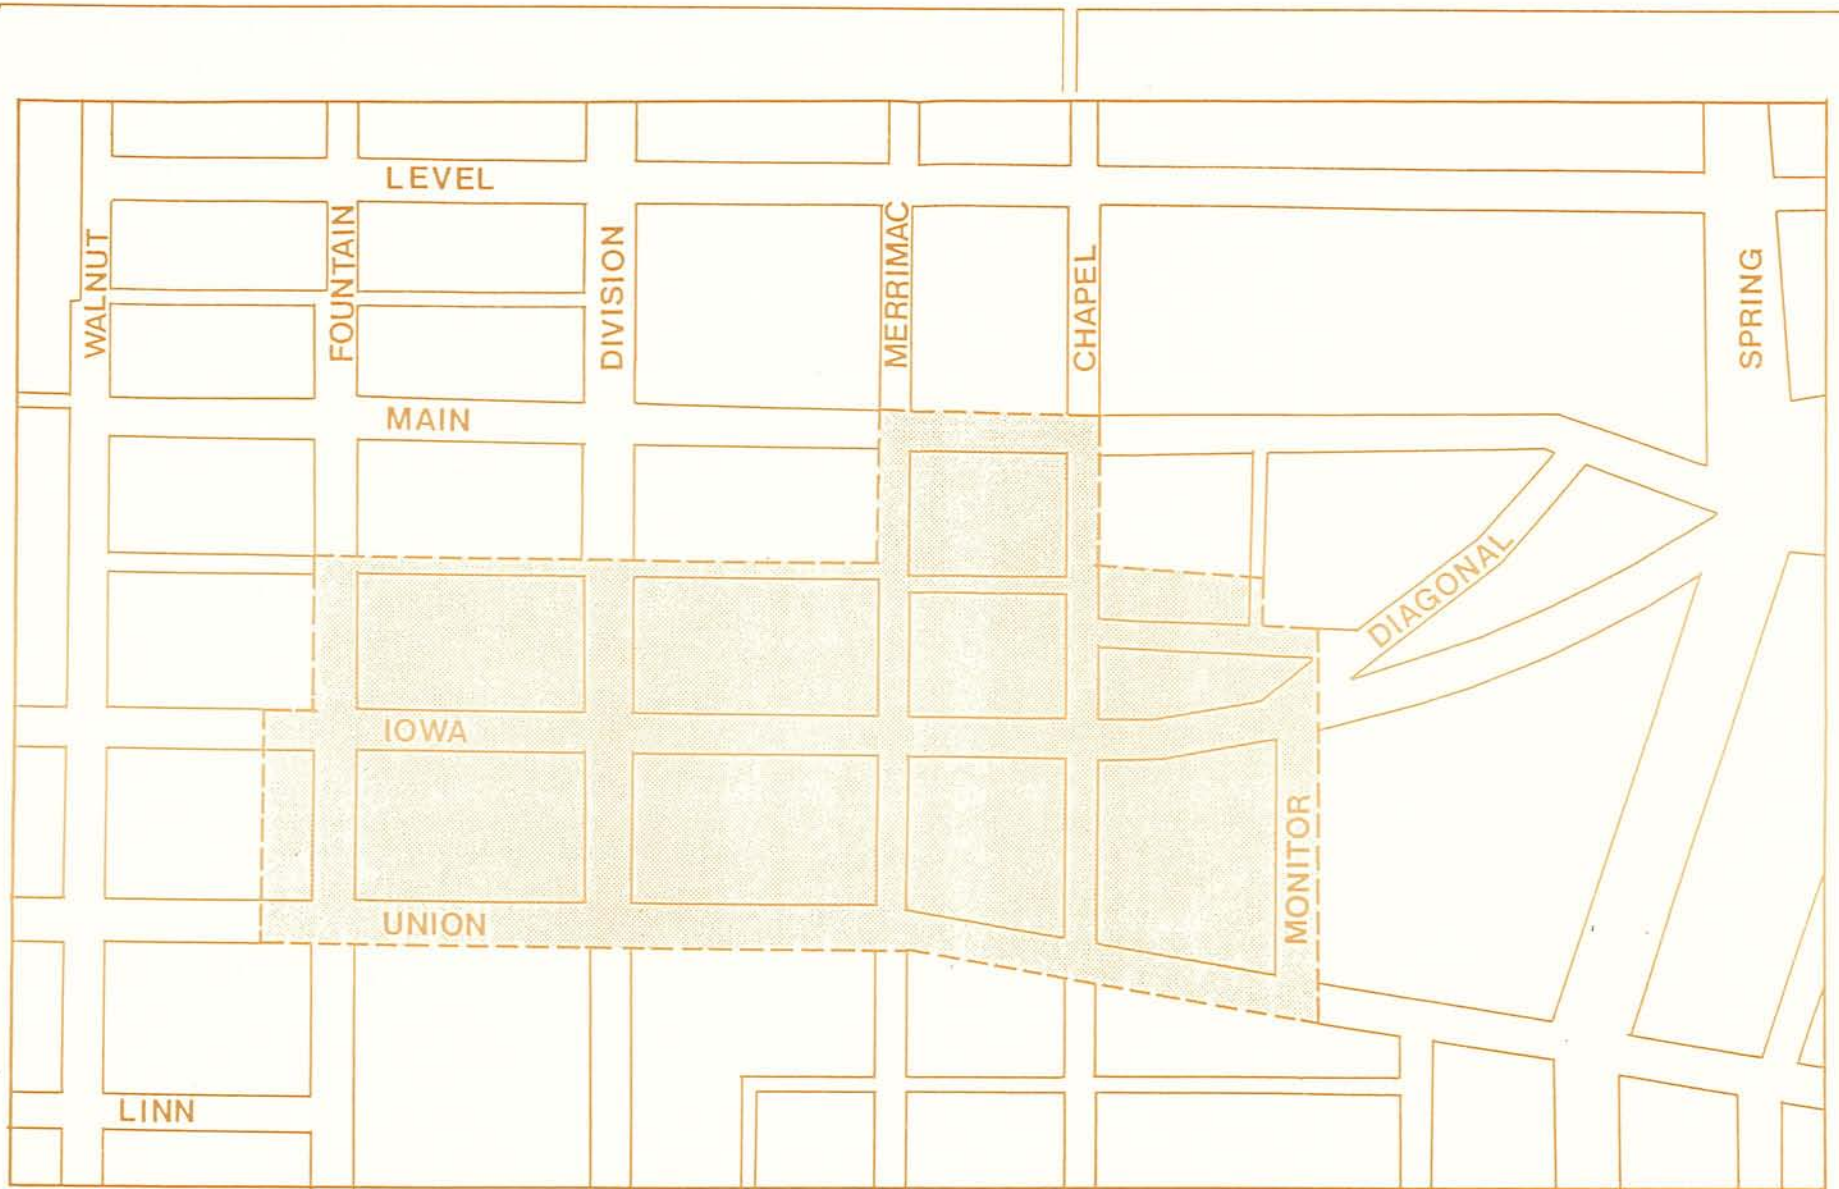 LEVEL
WALNUT
FOUNTAIN
DIVISION
MERRIMAC
CHAPEL
SPRING
MAIN
DIAGONAL
IOWA
MONITOR
UNION
LINN